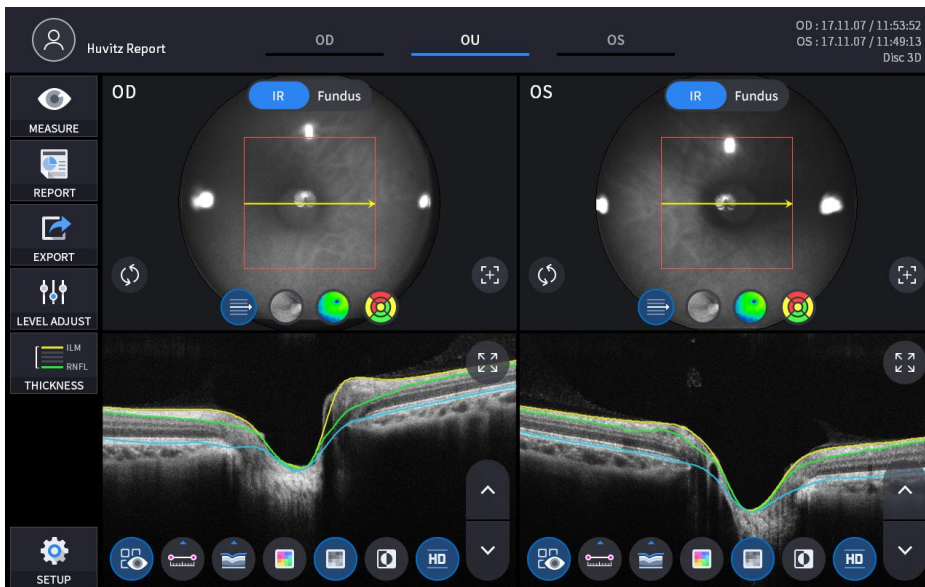 Huvitz Report
OD
OU
OS
OD : 17.11.07 / 11:53:52
OS : 17.11.07 / 11:49:13
Disc 3D
MEASURE
REPORT
EXPORT
LEVEL ADJUST
ILM
RNFL
THICKNESS
SETUP
OD
IR
Fundus
OS
IR
Fundus
HD
HD